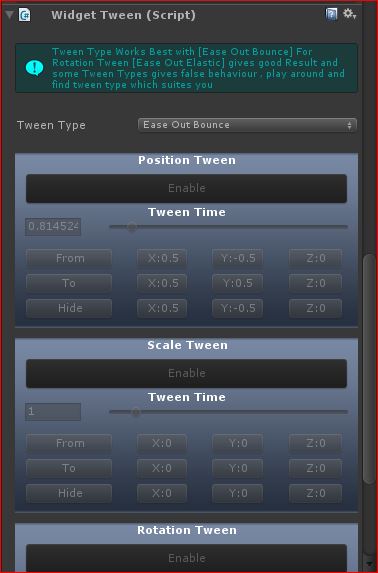 Widget Tween (Script)
Tween Type Works Best with [Ease Out Bounce] For
Rotation Tween [Ease Out Elastic] gives good Result and
some Tween Types gives false behaviour , play around and
find tween type which suites you
Tween Type Ease Out Bounce
Position Tween
Enable
Tween Time
0.814524
From X:0.5 Y:-0.5 Z:0
To X:0.5 Y:0.5 Z:0
Hide X:0.5 Y:-0.5 Z:0
Scale Tween
Enable
Tween Time
1
From X:0 Y:0 Z:0
To X:0 Y:0 Z:0
Hide X:0 Y:0 Z:0
Rotation Tween
Enable